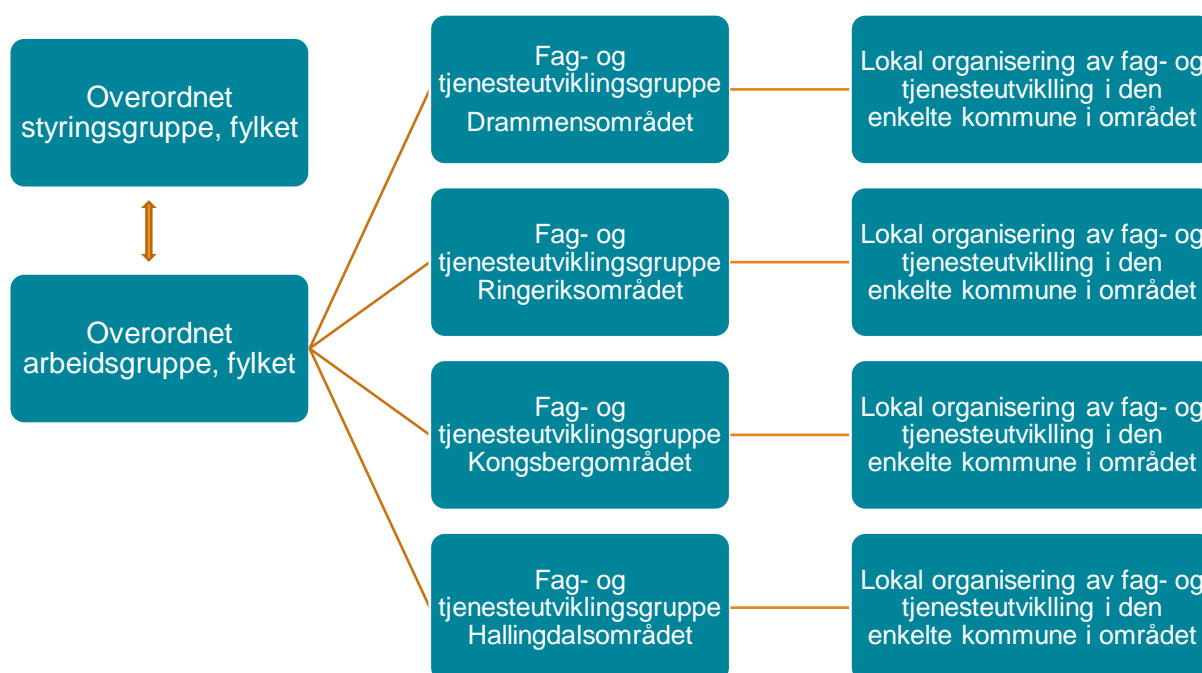 Overordnet
styringsgruppe, fylket
Overordnet
arbeidsgruppe, fylket
Fag- og
tjenesteutviklingsgruppe
Drammensområdet
Lokal organisering av fag- og
tjenesteutviklling i den
enkelte kommune i området
Fag- og
tjenesteutviklingsgruppe
Ringeriksområdet
Lokal organisering av fag- og
tjenesteutviklling i den
enkelte kommune i området
Fag- og
tjenesteutviklingsgruppe
Kongsbergområdet
Lokal organisering av fag- og
tjenesteutviklling i den
enkelte kommune i området
Fag- og
tjenesteutviklingsgruppe
Hallingdalsområdet
Lokal organisering av fag- og
tjenesteutviklling i den
enkelte kommune i området